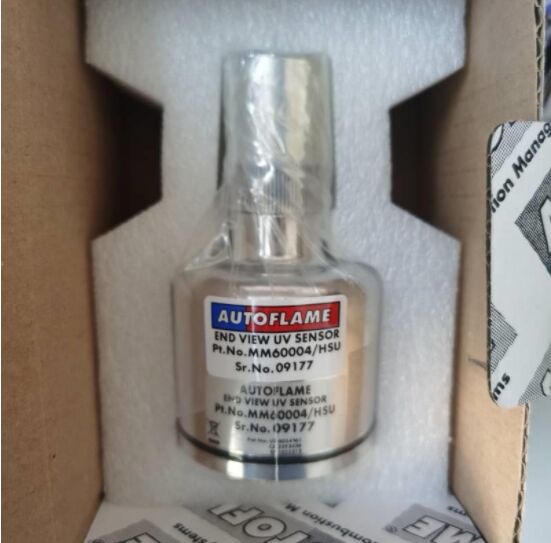 AUTOFLAME
END VIEW UV SENSOR
Pt.No.MM60004/HSU
Sr.No.09177
AUTOFLAME
END VIEW UV SENSOR
Pt.No.MM60004/HSU
Sr.No.09177